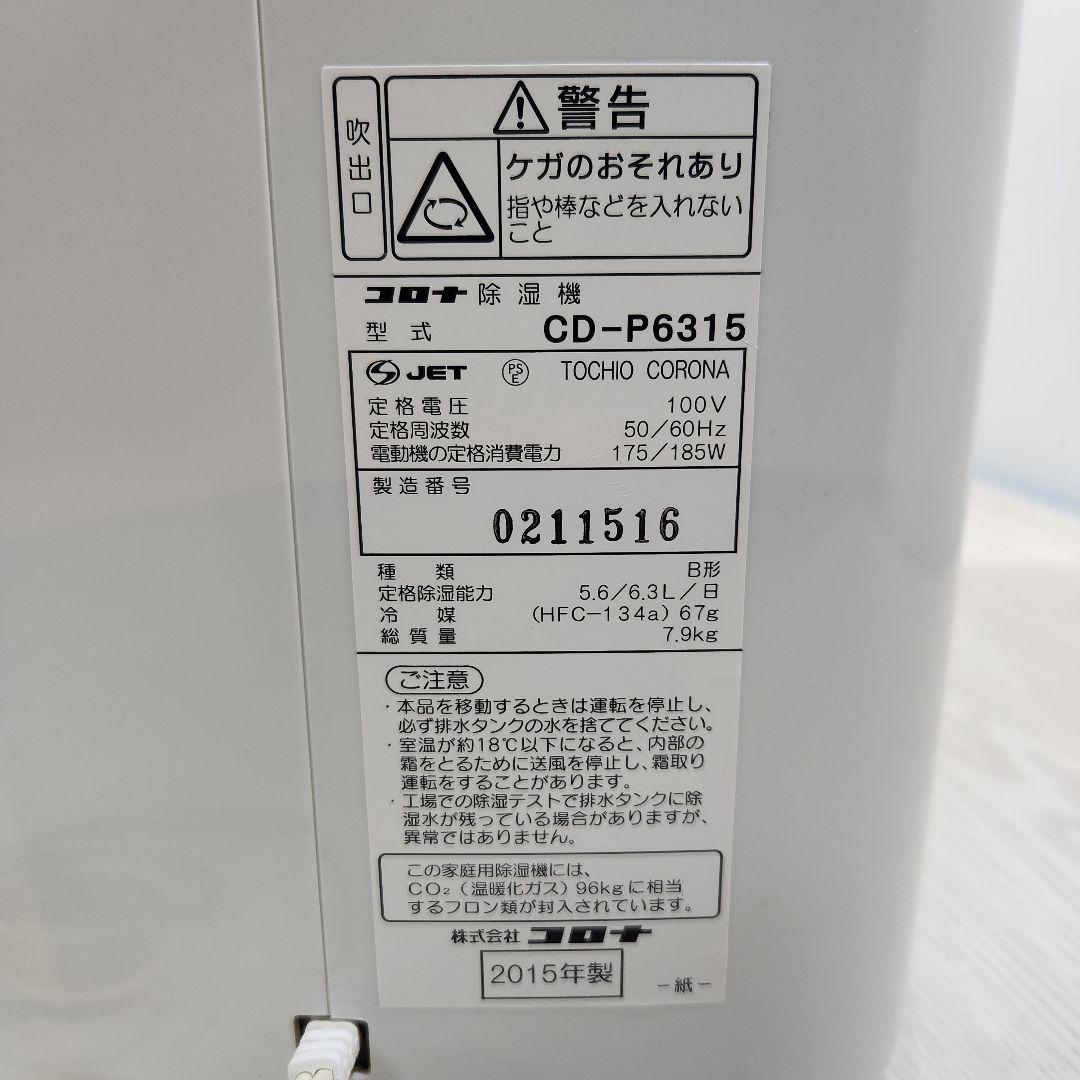 吹出口
警告
ケガのおそれあり
指や棒などを入れない
こと
コロナ 除湿機
型式 CD-P6315
JET PSE TOCHIO CORONA
定格電圧 100V
定格周波数 50/60Hz
電動機の定格消費電力 175/185W
製造番号
0211516
種類 B形
定格除湿能力 5.6/6.3L/日
冷媒 (HFC-134a) 67g
総質量 7.9kg
ご注意
・本品を移動するときは運転を停止し、
必ず排水タンクの水を捨ててください。
・室温が約18℃以下になると、内部の
霜をとるために送風を停止し、霜取り
運転をすることがあります。
・工場での除湿テストで排水タンクに除
湿水が残っている場合がありますが、
異常ではありません。
この家庭用除湿機には、
CO₂(温暖化ガス)96kgに相当
するフロン類が封入されています。
株式会社 コロナ
2015年製
-紙-